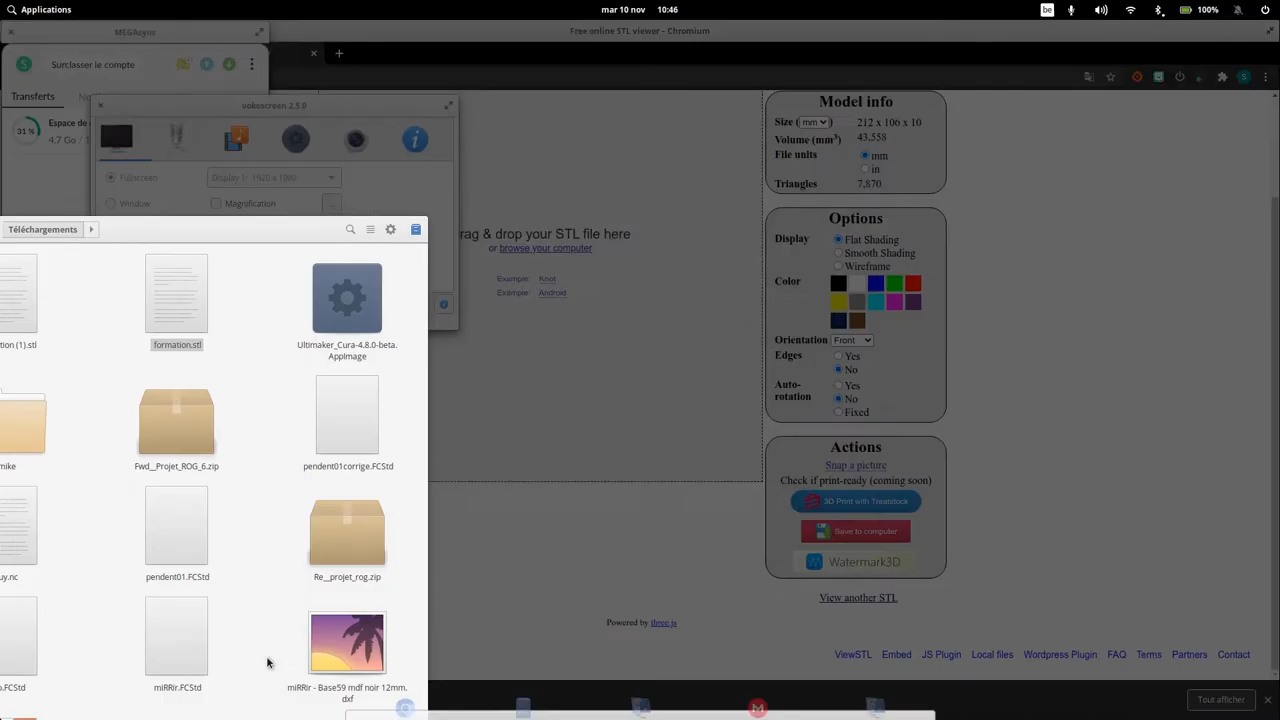 Applications
mar 10 nov 10:46
be
100%
MEGAsync
Free online STL viewer - Chromium
Surclasser le compte
Transferts
31 %
Espace de
4.7 Go / 1
vokoscreen 2.5.0
Fullscreen
Display 1: 1920 x 1080
Window
Magnification
...
Téléchargements
tion (1).stl
formation.stl
Ultimaker_Cura-4.8.0-beta.
AppImage
mike
Fwd__Projet_ROG_6.zip
pendent01corrige.FCStd
uy.nc
pendent01.FCStd
Re__projet_rog.zip
o.FCStd
miRRir.FCStd
miRRir - Base59 mdf noir 12mm.
dxf
rag & drop your STL file here
or browse your computer
Example: Knot
Example: Android
Model info
Size (mm) 212 x 106 x 10
Volume (mm³) 43,558
File units mm
in
Triangles 7,870
Options
Display Flat Shading
Smooth Shading
Wireframe
Color
Orientation Front
Edges Yes
No
Auto-
rotation Yes
No
Fixed
Actions
Snap a picture
Check if print-ready (coming soon)
3D Print with Treatstock
Save to computer
Watermark3D
View another STL
Powered by three.js
ViewSTL Embed JS Plugin Local files Wordpress Plugin FAQ Terms Partners Contact
Tout afficher